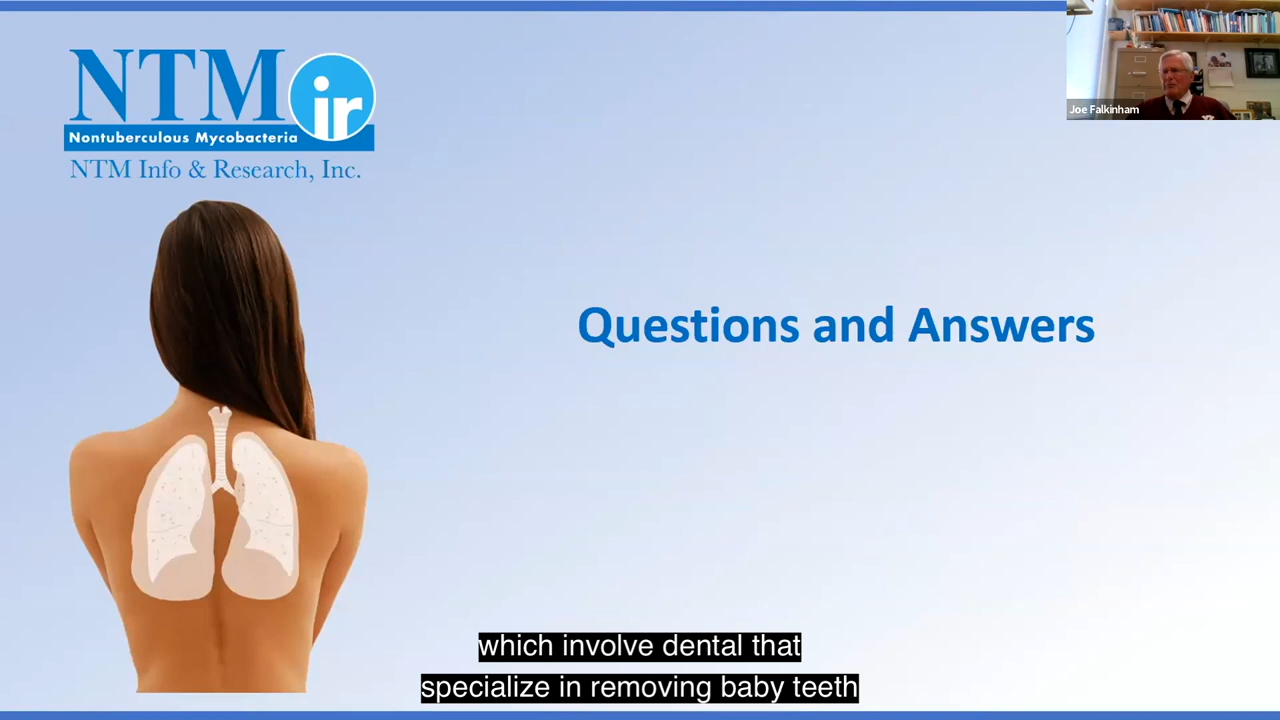 NTM
ir
Nontuberculous Mycobacteria
NTM Info & Research, Inc.
Joe Falkinham
Questions and Answers
which involve dental that
specialize in removing baby teeth